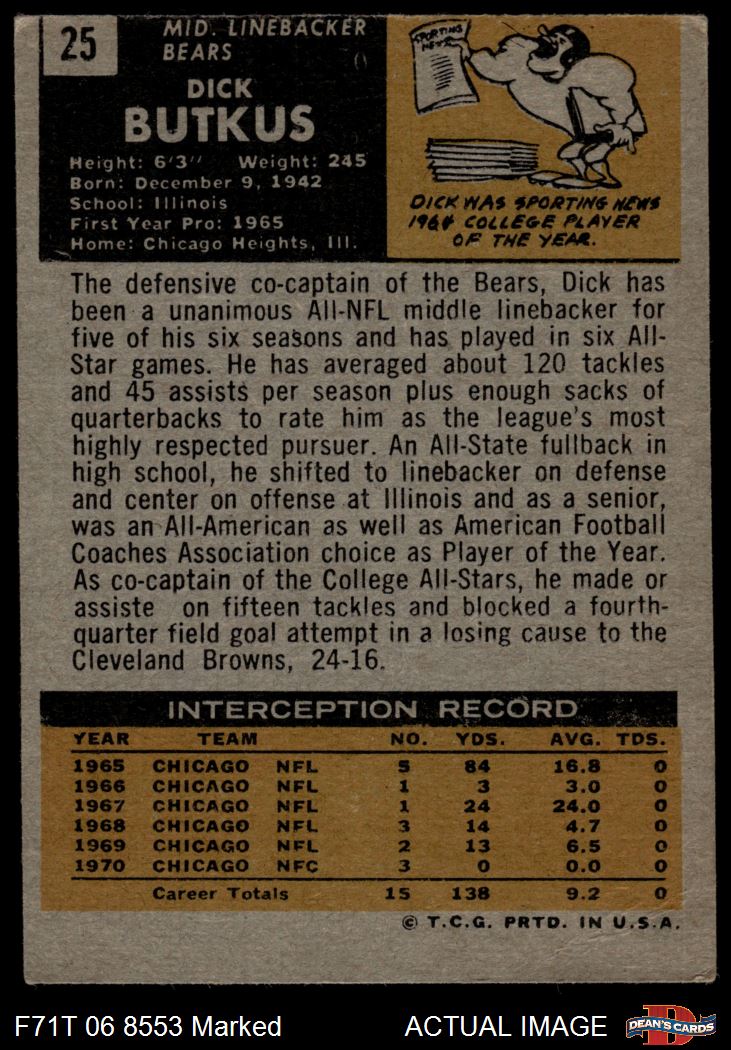 25
MID. LINEBACKER
BEARS
DICK
BUTKUS
Height: 6'3" Weight: 245
Born: December 9, 1942
School: Illinois
First Year Pro: 1965
Home: Chicago Heights, Ill.
SPORTING
NEWS
DICK WAS SPORTING NEWS
1964 COLLEGE PLAYER
OF THE YEAR.
The defensive co-captain of the Bears, Dick has
been a unanimous All-NFL middle linebacker for
five of his six seasons and has played in six All-
Star games. He has averaged about 120 tackles
and 45 assists per season plus enough sacks of
quarterbacks to rate him as the league's most
highly respected pursuer. An All-State fullback in
high school, he shifted to linebacker on defense
and center on offense at Illinois and as a senior,
was an All-American as well as American Football
Coaches Association choice as Player of the Year.
As co-captain of the College All-Stars, he made or
assiste on fifteen tackles and blocked a fourth-
quarter field goal attempt in a losing cause to the
Cleveland Browns, 24-16.
INTERCEPTION RECORD
YEAR TEAM NO. YDS. AVG. TDS.
1965 CHICAGO NFL 5 84 16.8 0
1966 CHICAGO NFL 1 3 3.0 0
1967 CHICAGO NFL 1 24 24.0 0
1968 CHICAGO NFL 3 14 4.7 0
1969 CHICAGO NFL 2 13 6.5 0
1970 CHICAGO NFC 3 0 0.0 0
Career Totals 15 138 9.2 0
© T.C.G. PRTD. IN U.S.A.
F71T 06 8553 Marked ACTUAL IMAGE
D
DEAN'S CARDS